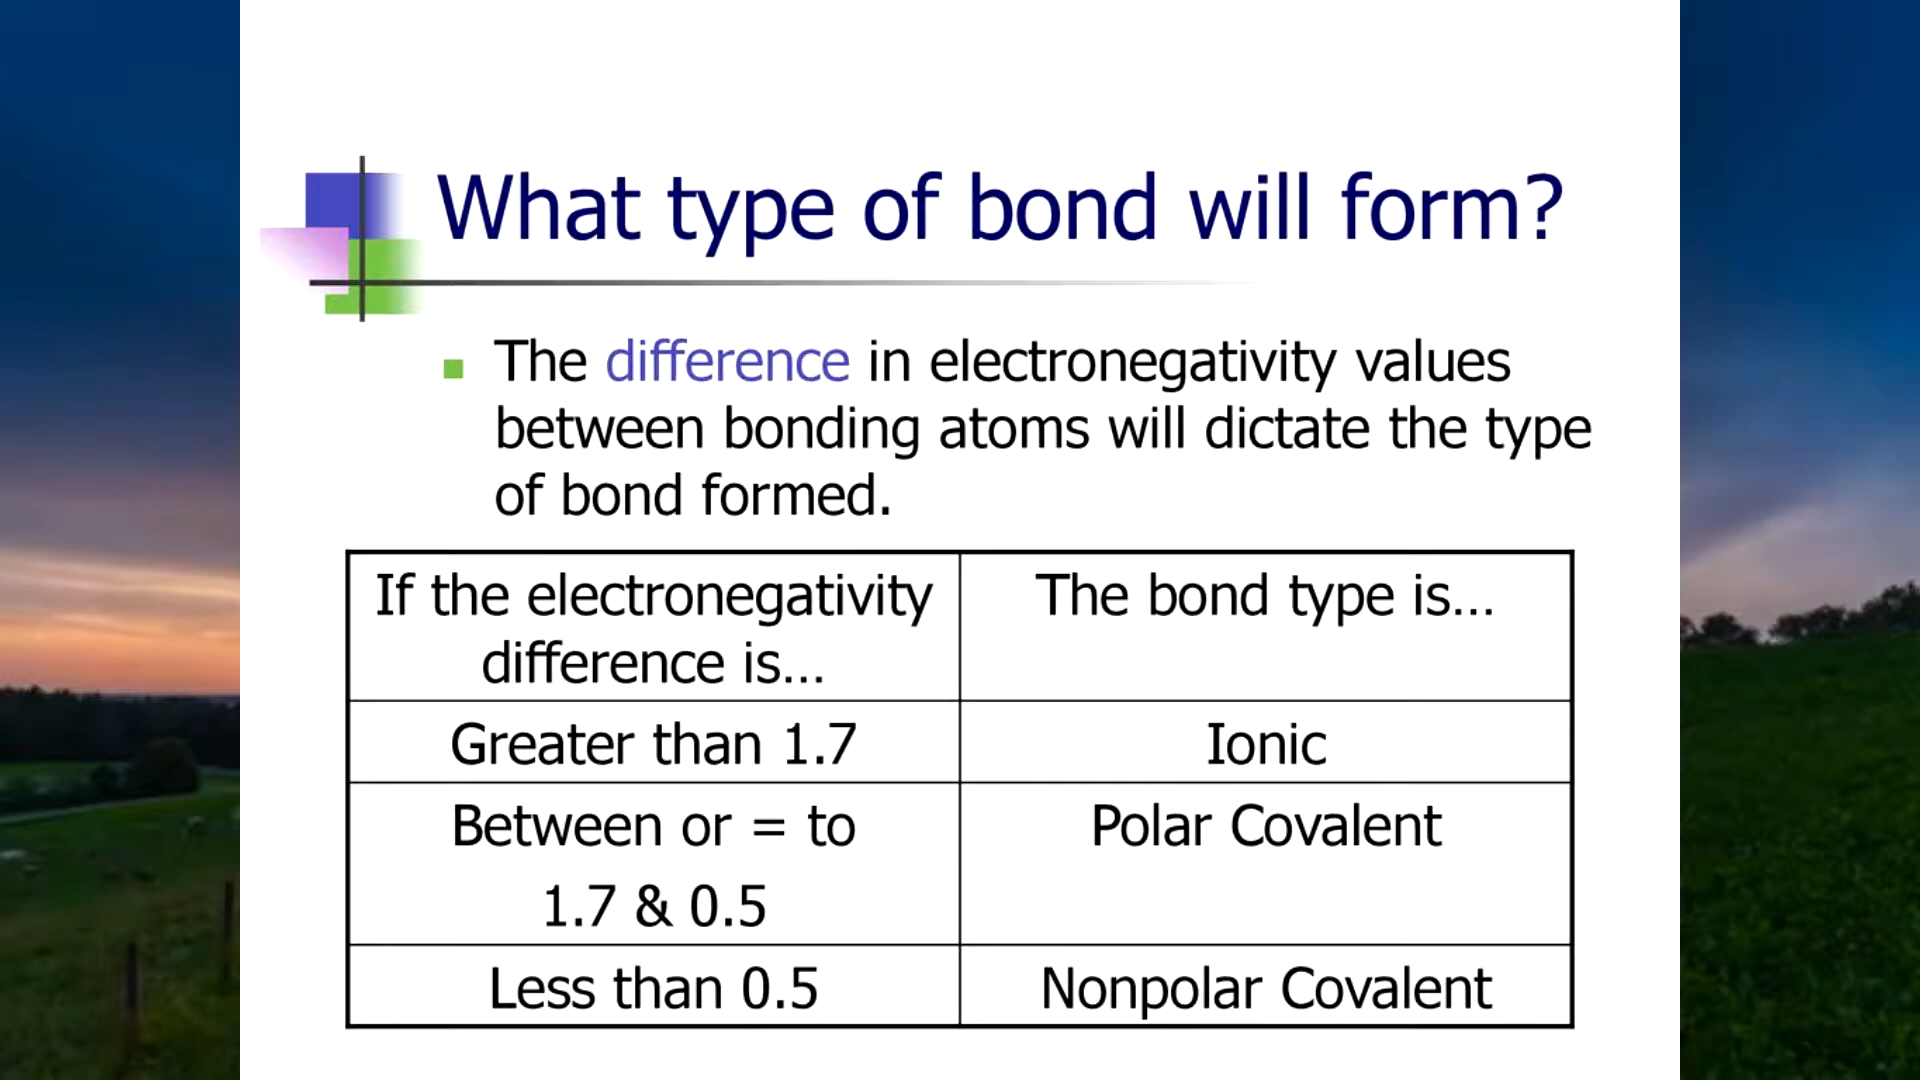 What type of bond will form?
The difference in electronegativity values
between bonding atoms will dictate the type
of bond formed.
If the electronegativity
difference is...
The bond type is...
Greater than 1.7
Ionic
Between or = to
1.7 & 0.5
Polar Covalent
Less than 0.5
Nonpolar Covalent